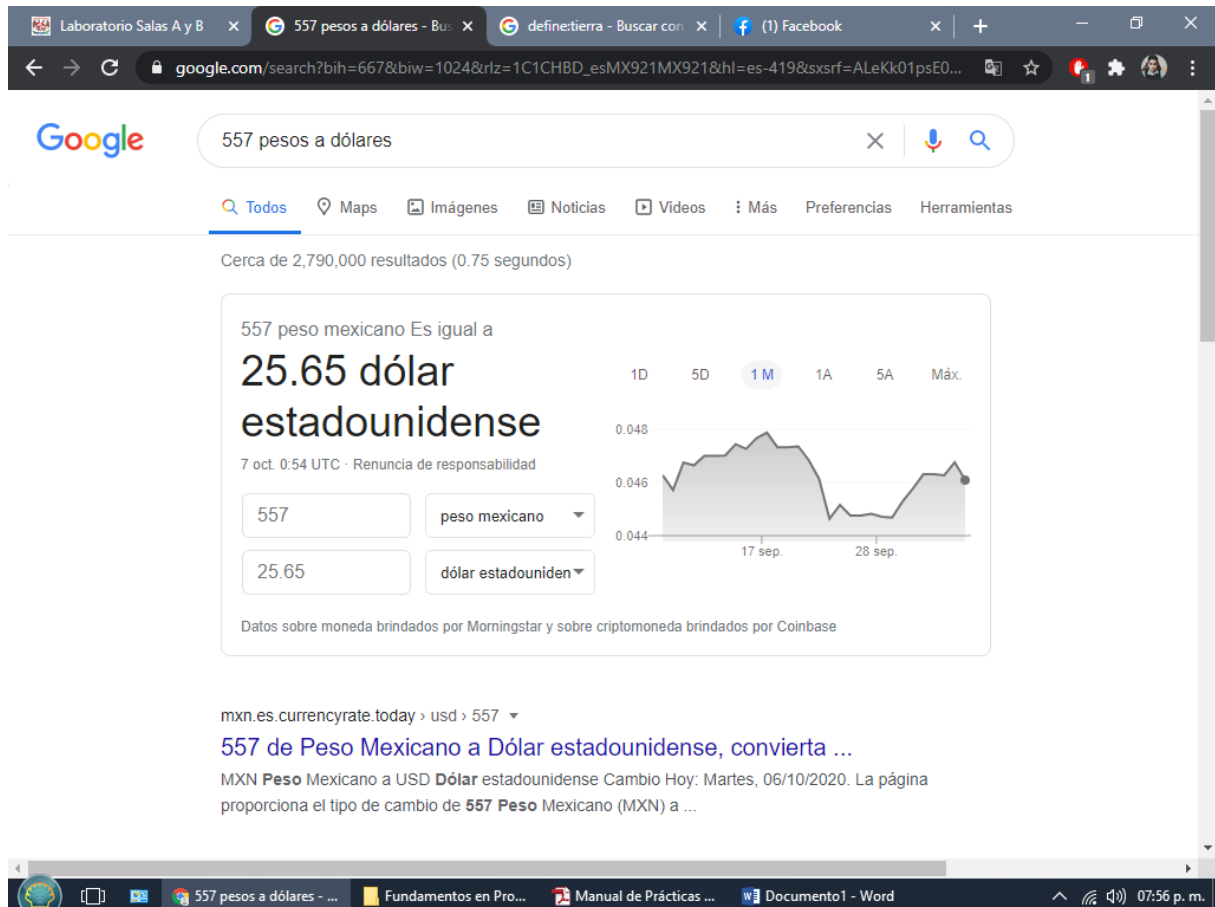 Laboratorio Salas A y B
557 pesos a dólares - Bus
define:tierra - Buscar con
(1) Facebook
google.com/search?bih=667&biw=1024&rlz=1C1CHBD_esMX921MX921&hl=es-419&sxsrf=ALeKk01psE0...
1
Google
557 pesos a dólares
Todos Maps Imágenes Noticias Videos Más Preferencias Herramientas
Cerca de 2,790,000 resultados (0.75 segundos)
557 peso mexicano Es igual a
25.65 dólar
estadounidense
7 oct. 0:54 UTC · Renuncia de responsabilidad
557 peso mexicano
25.65 dólar estadouniden
1D 5D 1 M 1A 5A Máx.
0.048
0.046
0.044
17 sep. 28 sep.
Datos sobre moneda brindados por Morningstar y sobre criptomoneda brindados por Coinbase
mxn.es.currencyrate.today › usd › 557
557 de Peso Mexicano a Dólar estadounidense, convierta ...
MXN Peso Mexicano a USD Dólar estadounidense Cambio Hoy: Martes, 06/10/2020. La página
proporciona el tipo de cambio de 557 Peso Mexicano (MXN) a ...
557 pesos a dólares - ... Fundamentos en Pro... Manual de Prácticas ... Documento1 - Word 07:56 p. m.